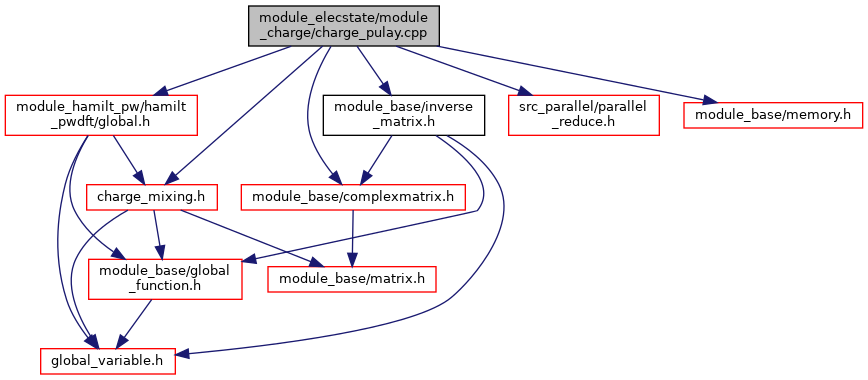 module_elecstate/module
_charge/charge_pulay.cpp
module_hamilt_pw/hamilt
_pwdft/global.h
module_base/inverse
_matrix.h
src_parallel/parallel
_reduce.h
module_base/memory.h
charge_mixing.h
module_base/complexmatrix.h
module_base/global
_function.h
module_base/matrix.h
global_variable.h